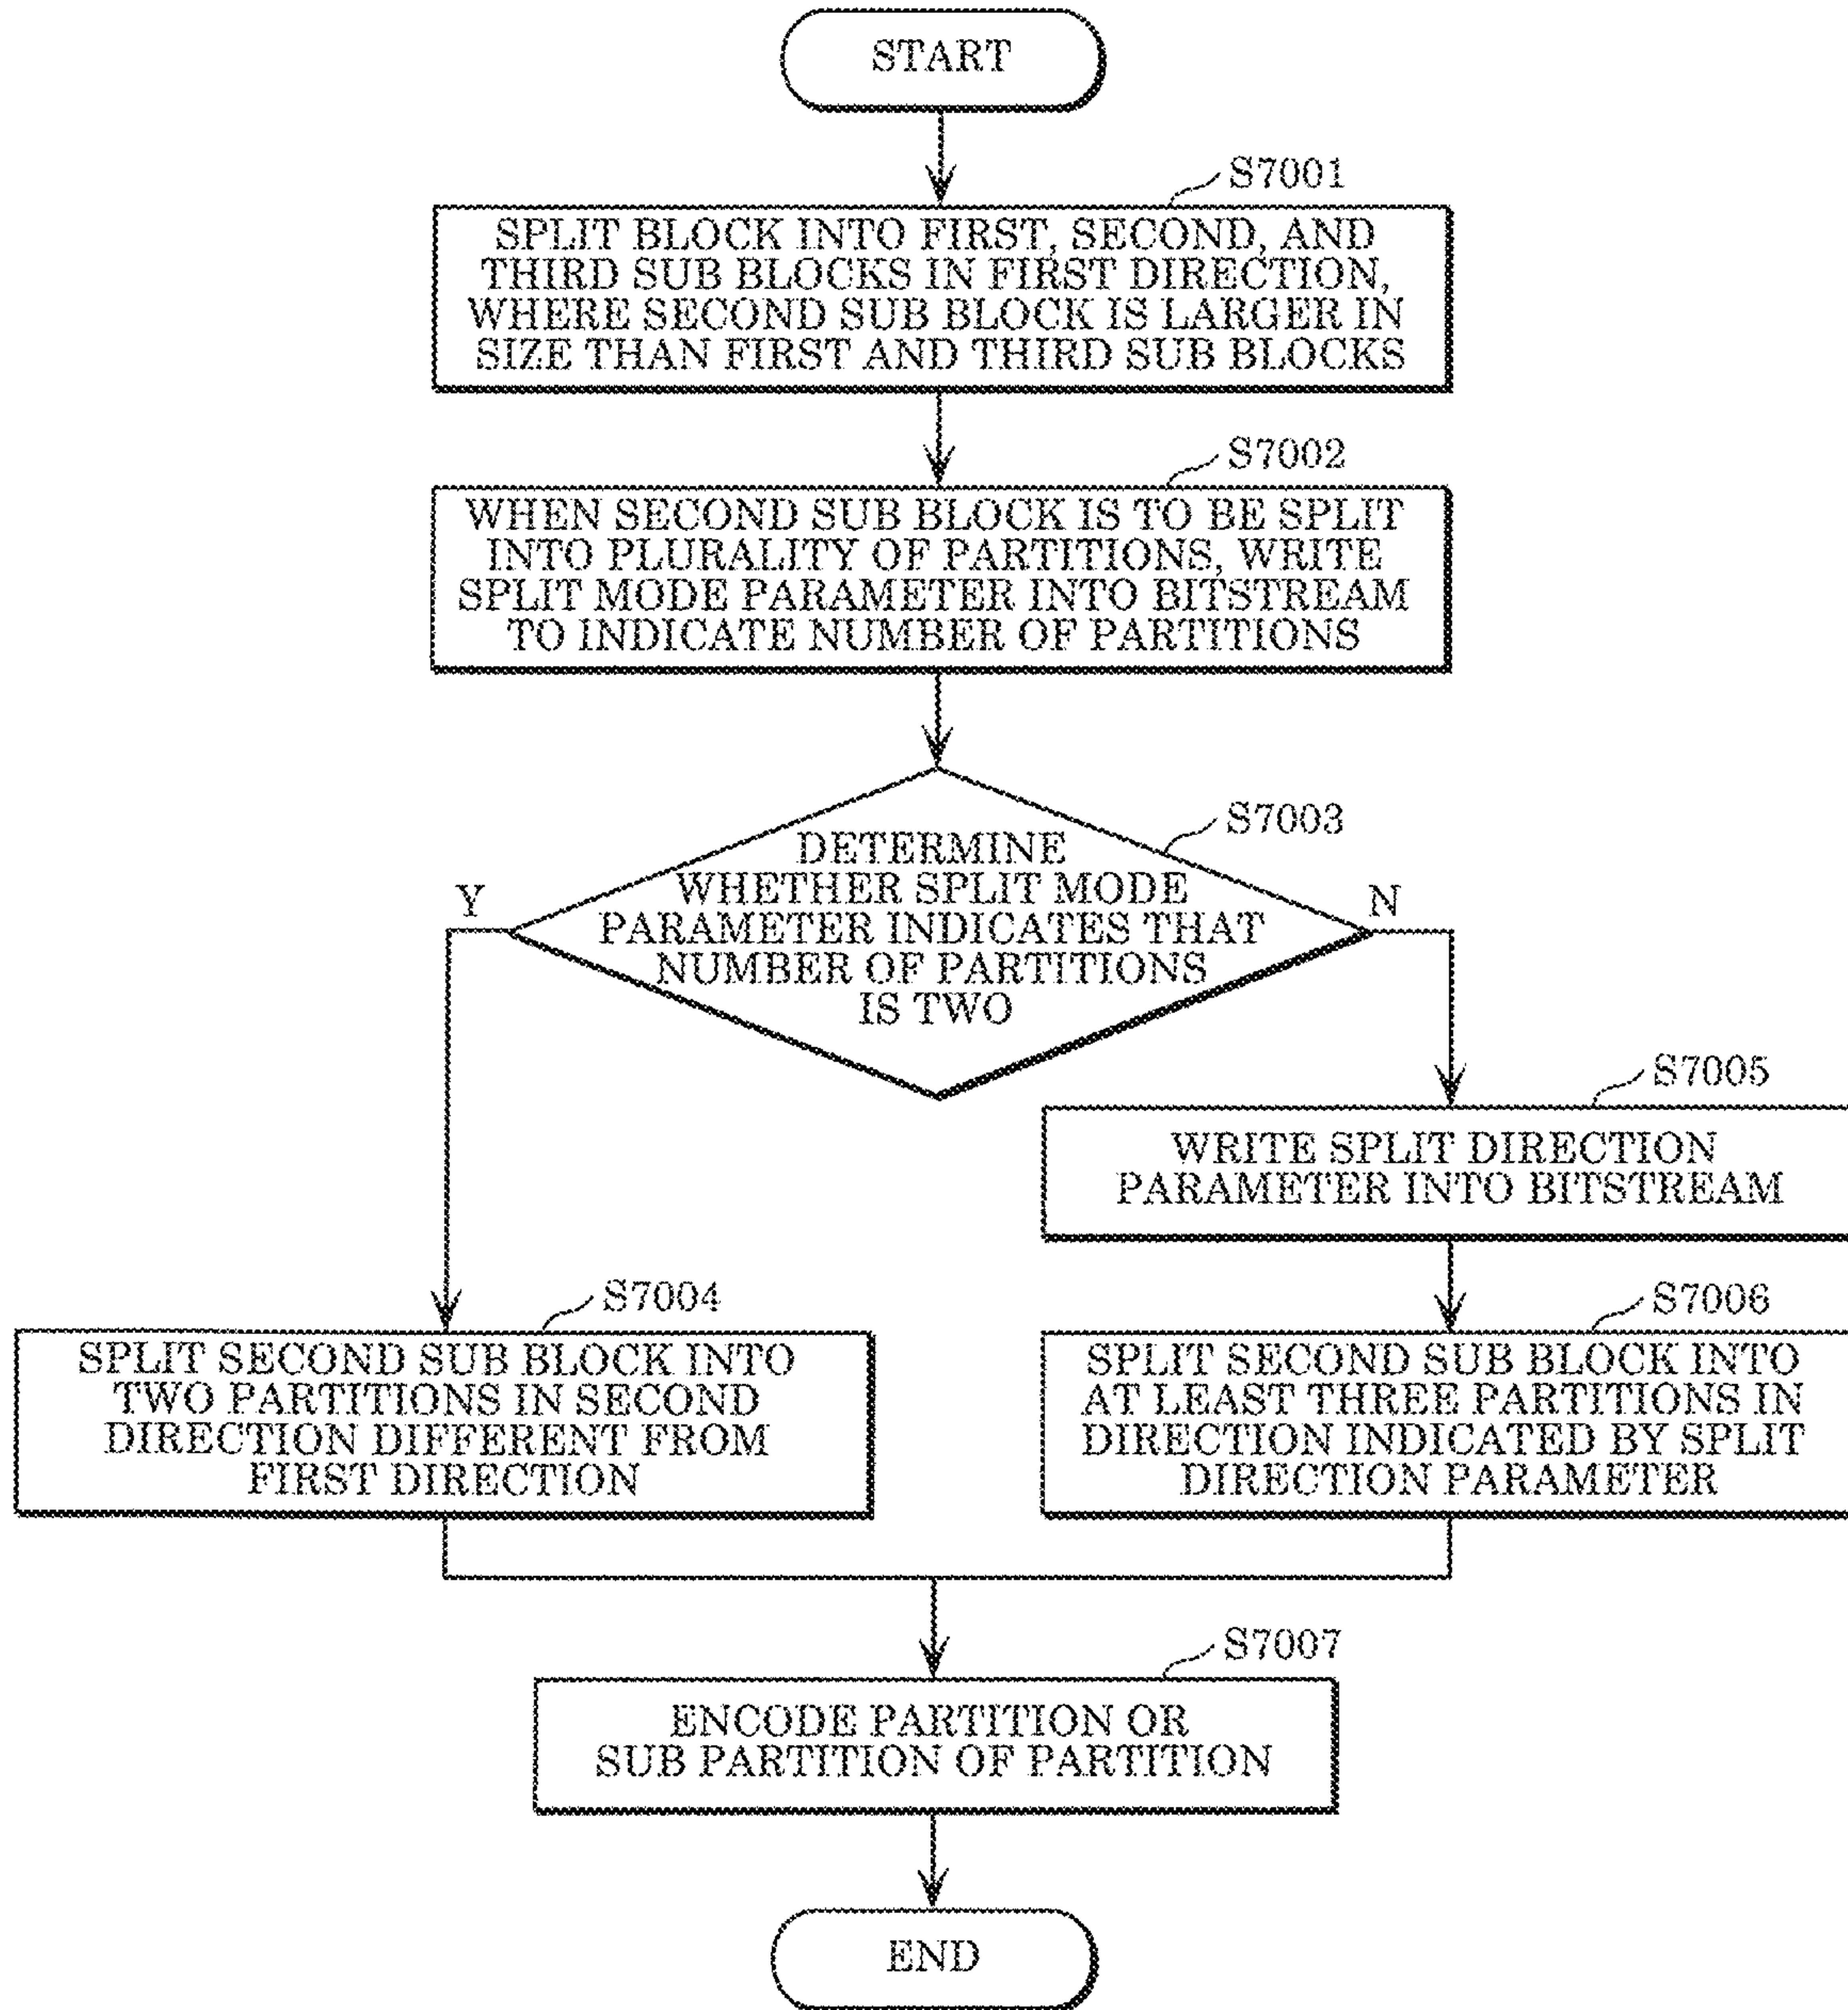 START
S7001
SPLIT BLOCK INTO FIRST, SECOND, AND
THIRD SUB BLOCKS IN FIRST DIRECTION,
WHERE SECOND SUB BLOCK IS LARGER IN
SIZE THAN FIRST AND THIRD SUB BLOCKS
S7002
WHEN SECOND SUB BLOCK IS TO BE SPLIT
INTO PLURALITY OF PARTITIONS, WRITE
SPLIT MODE PARAMETER INTO BITSTREAM
TO INDICATE NUMBER OF PARTITIONS
S7003
DETERMINE
WHETHER SPLIT MODE
PARAMETER INDICATES THAT
NUMBER OF PARTITIONS
IS TWO
Y
N
S7005
WRITE SPLIT DIRECTION
PARAMETER INTO BITSTREAM
S7004
SPLIT SECOND SUB BLOCK INTO
TWO PARTITIONS IN SECOND
DIRECTION DIFFERENT FROM
FIRST DIRECTION
S7006
SPLIT SECOND SUB BLOCK INTO
AT LEAST THREE PARTITIONS IN
DIRECTION INDICATED BY SPLIT
DIRECTION PARAMETER
S7007
ENCODE PARTITION OR
SUB PARTITION OF PARTITION
END